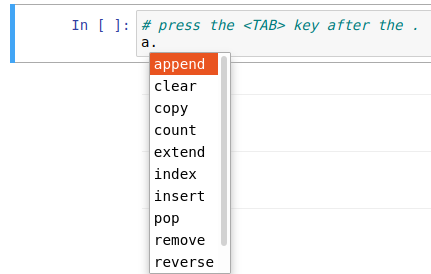 In [ ]: # press the <TAB> key after the .
a.
append
clear
copy
count
extend
index
insert
pop
remove
reverse